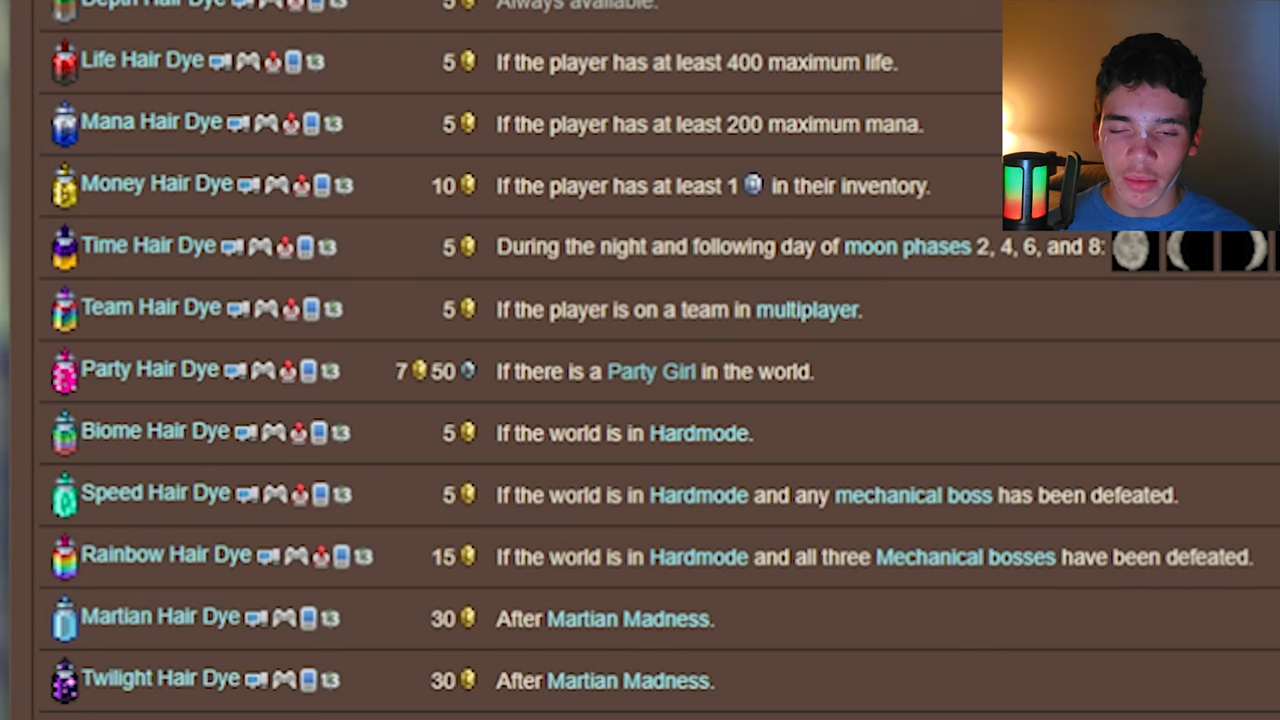 Depth Hair Dye 13 5 Always available.
Life Hair Dye 13 5 If the player has at least 400 maximum life.
Mana Hair Dye 13 5 If the player has at least 200 maximum mana.
Money Hair Dye 13 10 If the player has at least 1 in their inventory.
Time Hair Dye 13 5 During the night and following day of moon phases 2, 4, 6, and 8:
Team Hair Dye 13 5 If the player is on a team in multiplayer.
Party Hair Dye 13 7 50 If there is a Party Girl in the world.
Biome Hair Dye 13 5 If the world is in Hardmode.
Speed Hair Dye 13 5 If the world is in Hardmode and any mechanical boss has been defeated.
Rainbow Hair Dye 13 15 If the world is in Hardmode and all three Mechanical bosses have been defeated.
Martian Hair Dye 13 30 After Martian Madness.
Twilight Hair Dye 13 30 After Martian Madness.